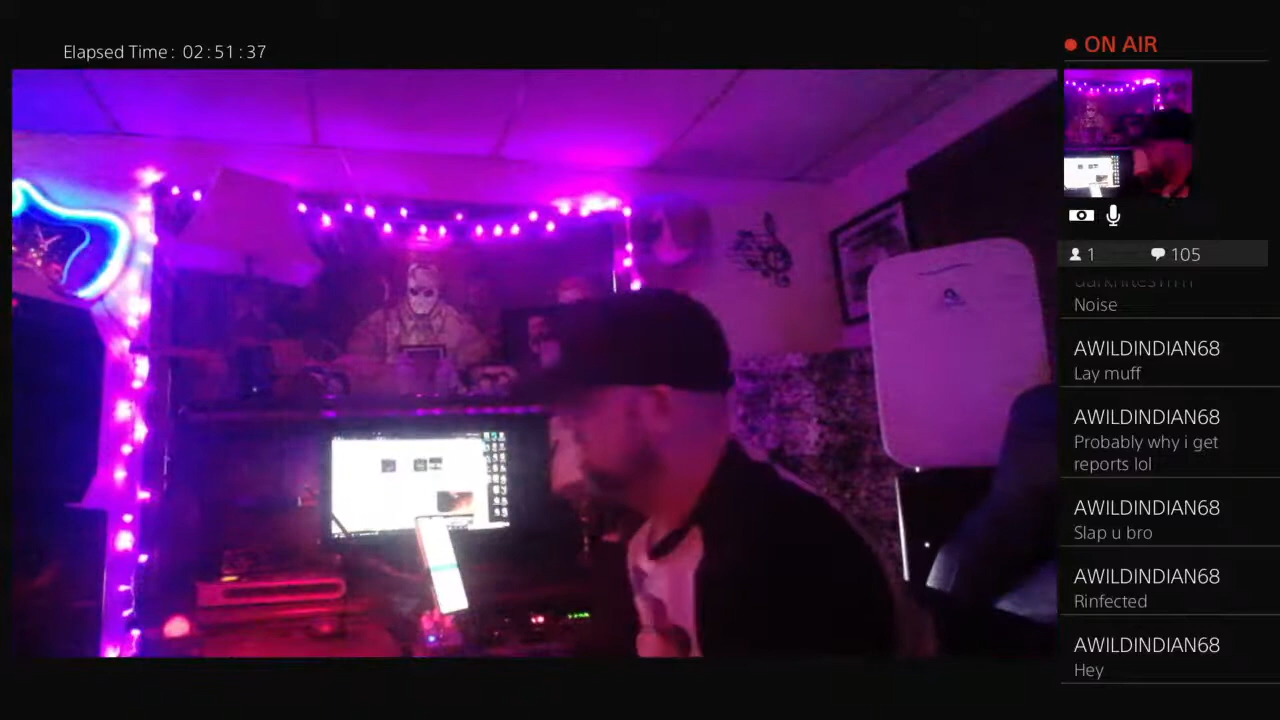 Elapsed Time: 02:51:37
ON AIR
1
105
Noise
AWILDINDIAN68
Lay muff
AWILDINDIAN68
Probably why i get
reports lol
AWILDINDIAN68
Slap u bro
AWILDINDIAN68
Rinfected
AWILDINDIAN68
Hey